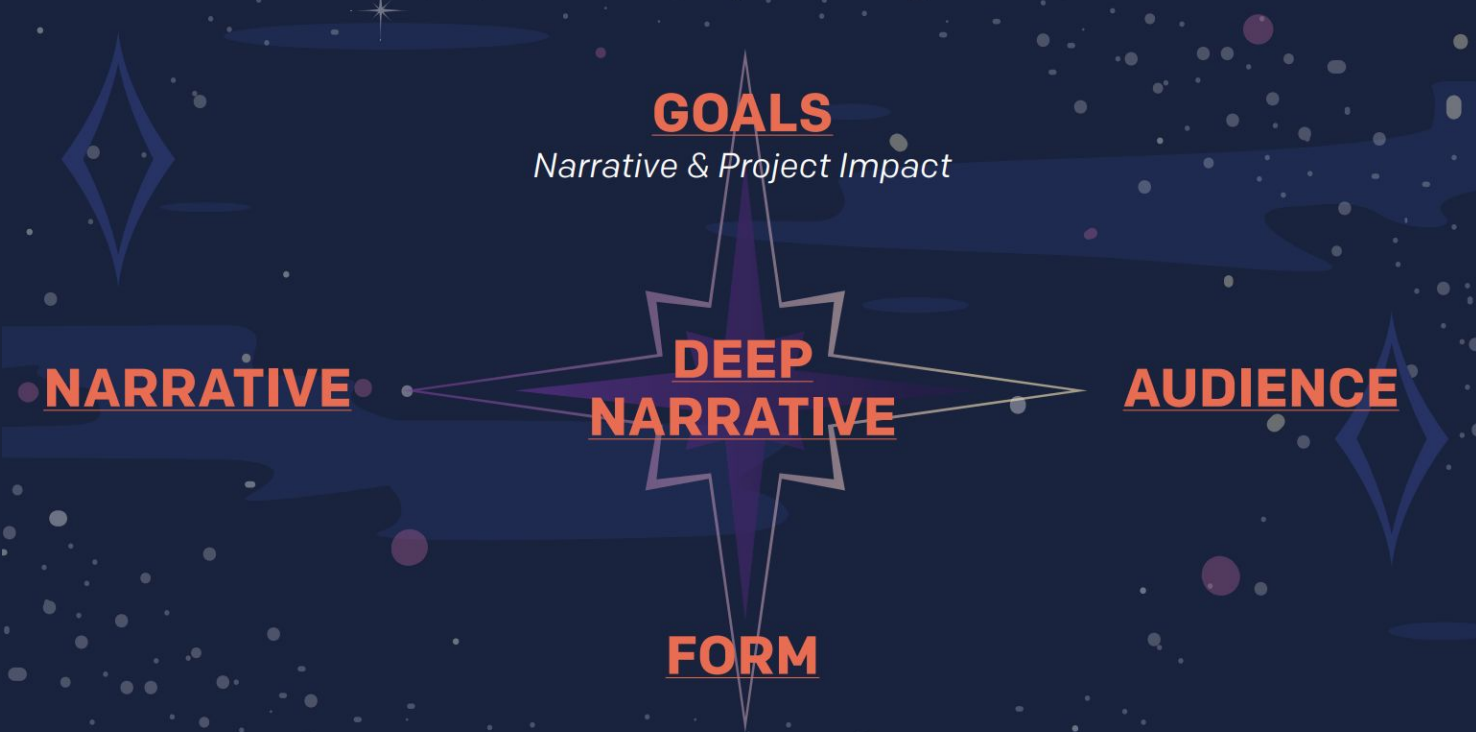 GOALS
Narrative & Project Impact
DEEP
NARRATIVE
NARRATIVE
AUDIENCE
FORM